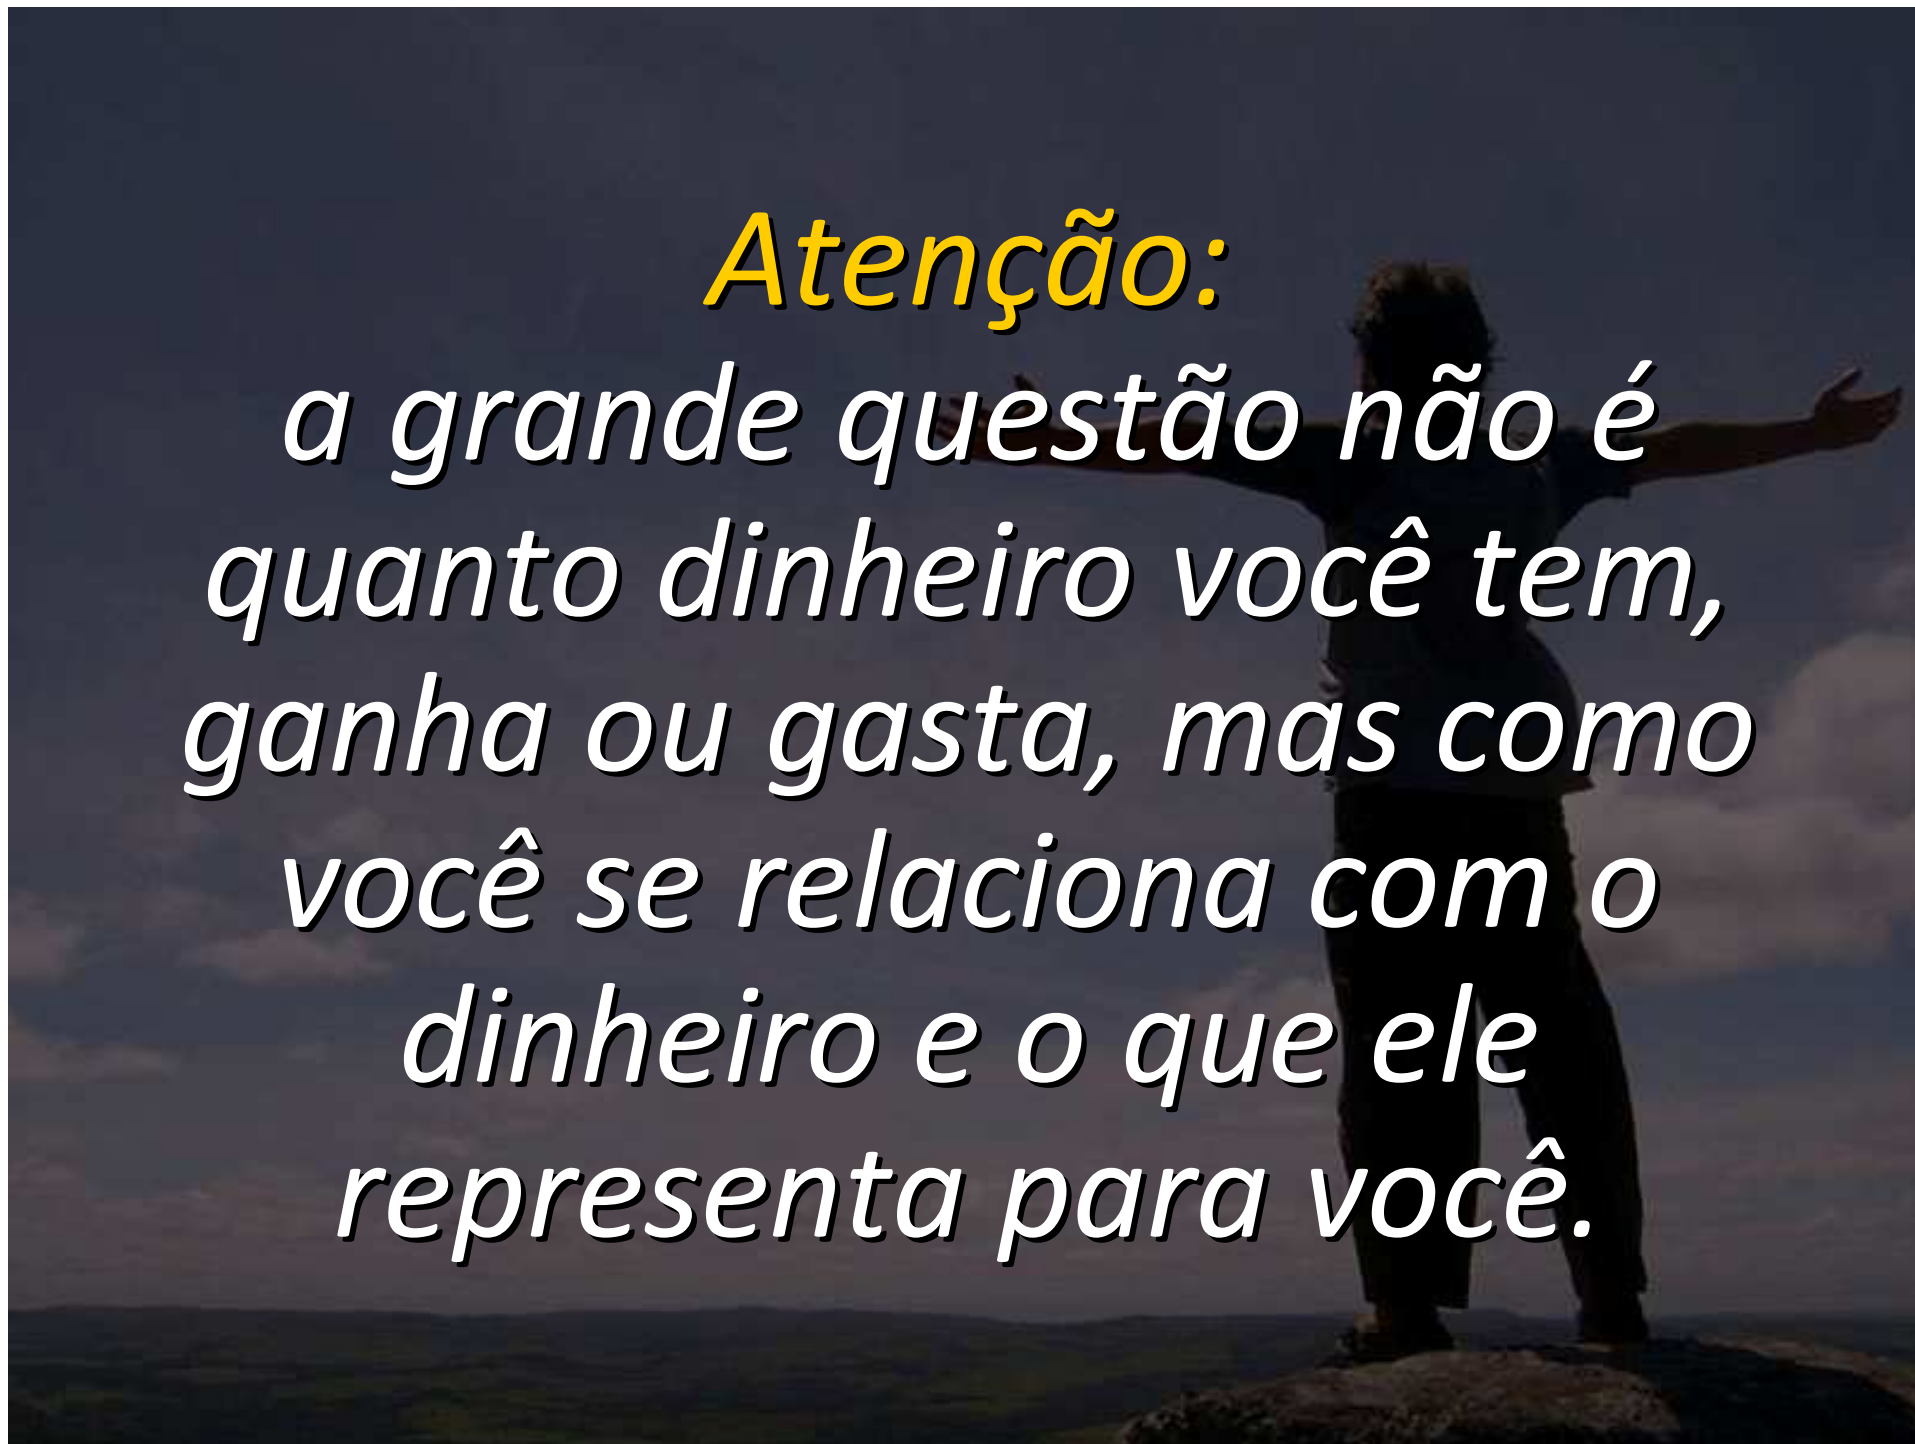 Atenção:
a grande questão não é
quanto dinheiro você tem,
ganha ou gasta, mas como
você se relaciona com o
dinheiro e o que ele
representa para você.